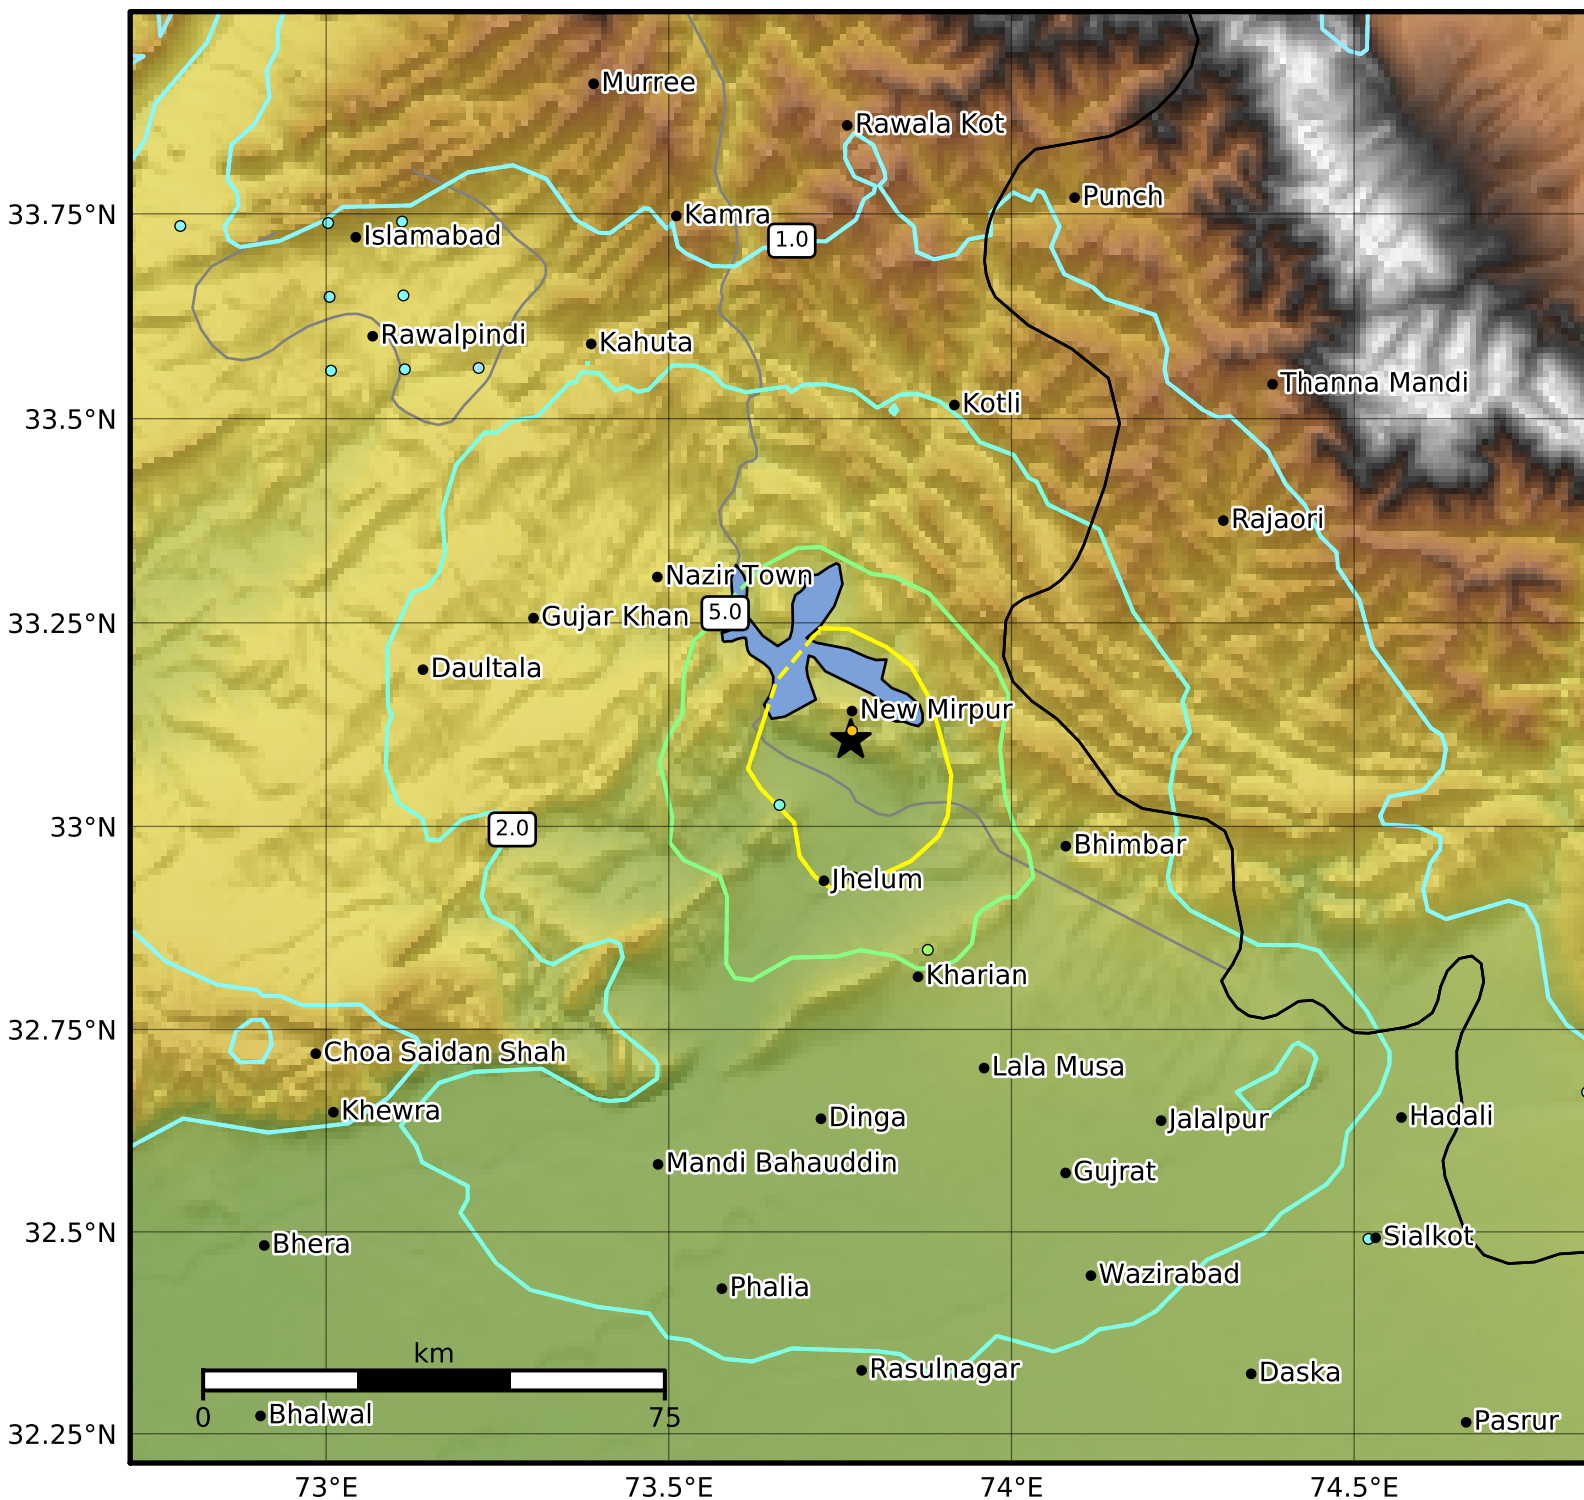 Murree
Rawala Kot
Punch
33.75°N
Kamra
Islamabad
1.0
Rawalpindi
Kahuta
Thanna Mandi
Kotli
33.5°N
Rajaori
Nazir Town
5.0
Gujar Khan
33.25°N
Daultala
New Mirpur
33°N
2.0
Bhimbar
Jhelum
Kharian
32.75°N
Choa Saidan Shah
Lala Musa
Khewra
Dinga
Jalalpur
Hadali
Mandi Bahauddin
Gujrat
32.5°N
Bhera
Sialkot
Wazirabad
Phalia
km
Rasulnagar
Daska
0
75
Bhalwal
Pasrur
32.25°N
73°E
73.5°E
74°E
74.5°E